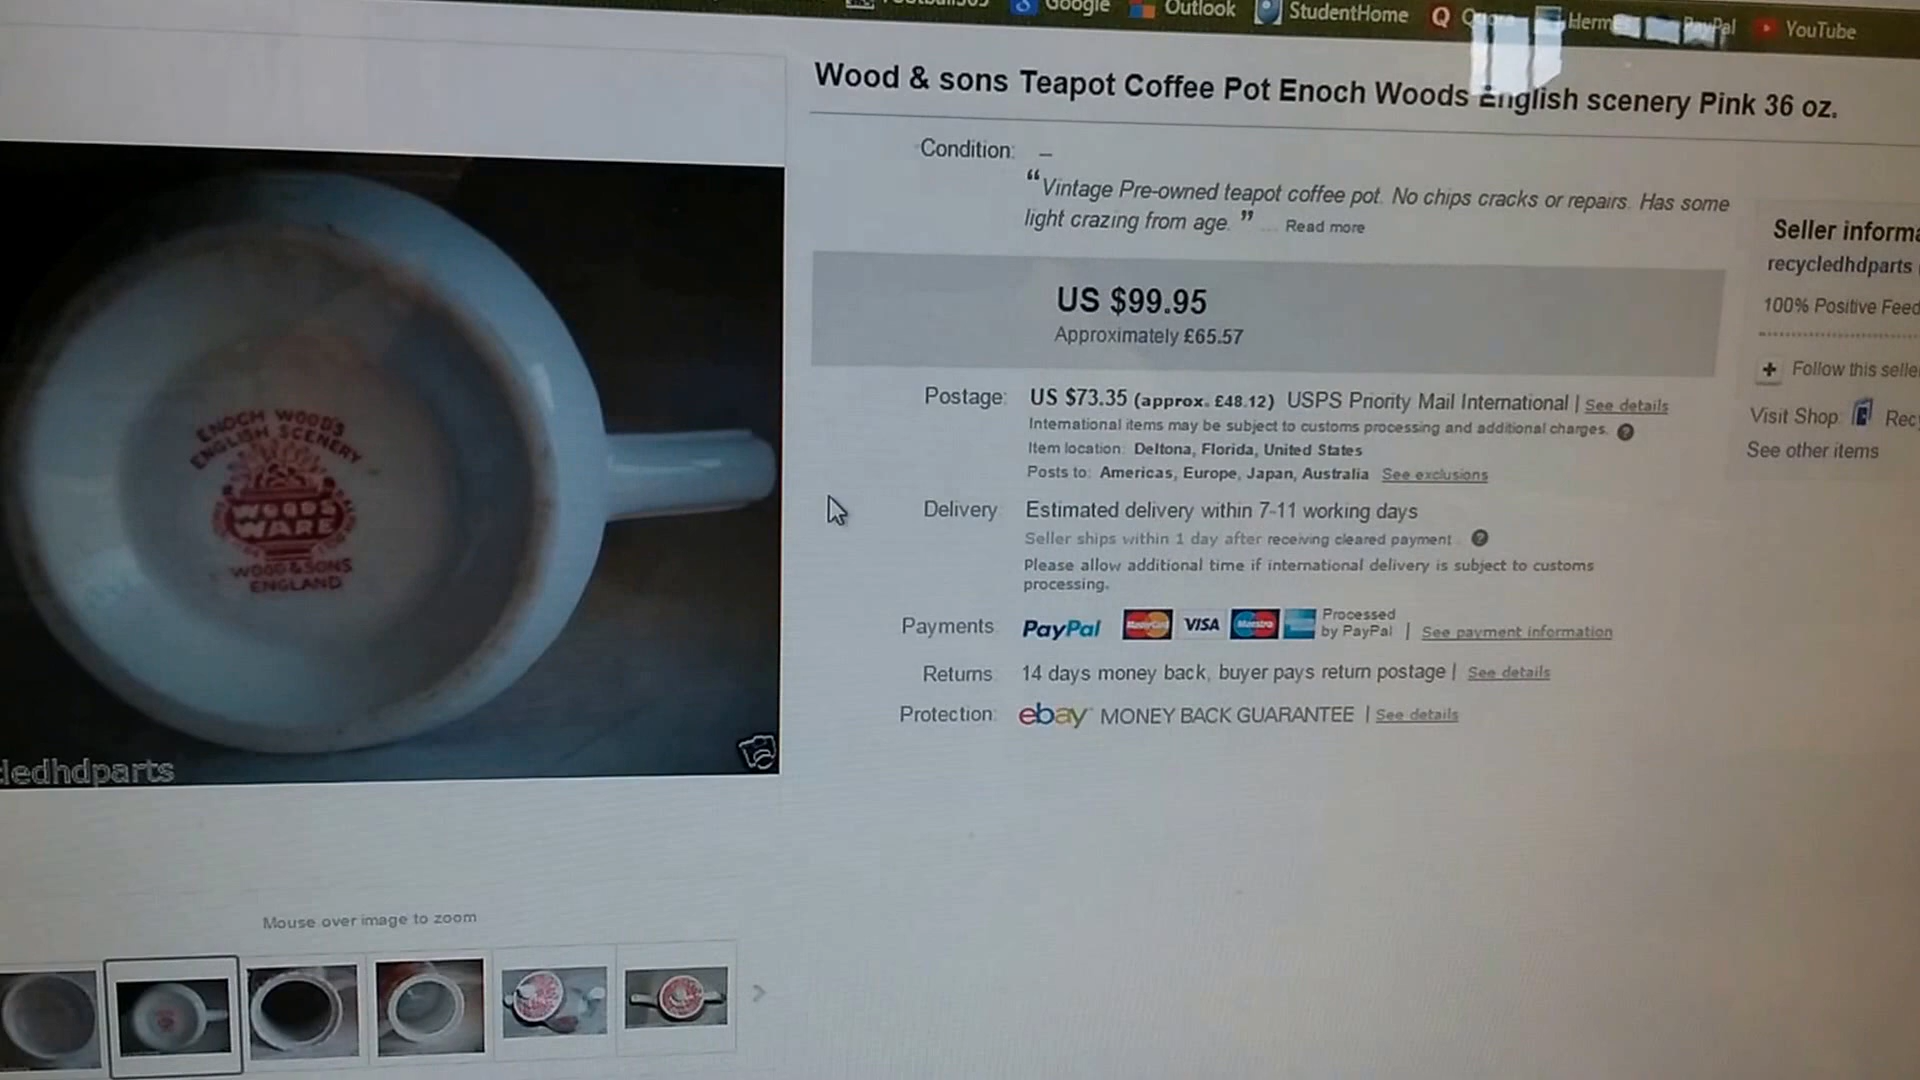 Google
Outlook
StudentHome
YouTube
Wood & sons Teapot Coffee Pot Enoch Woods English scenery Pink 36 oz.
Condition: –
“Vintage Pre-owned teapot coffee pot. No chips cracks or repairs. Has some
light crazing from age.” ... Read more
US $99.95
Approximately £65.57
Postage: US $73.35 (approx. £48.12) USPS Priority Mail International | See details
International items may be subject to customs processing and additional charges. ?
Item location: Deltona, Florida, United States
Posts to: Americas, Europe, Japan, Australia See exclusions
Delivery: Estimated delivery within 7-11 working days
Seller ships within 1 day after receiving cleared payment. ?
Please allow additional time if international delivery is subject to customs
processing.
Payments: PayPal MasterCard VISA Maestro Processed
by PayPal | See payment information
Returns: 14 days money back, buyer pays return postage | See details
Protection: ebay MONEY BACK GUARANTEE | See details
Seller informa
recycledhdparts
100% Positive Feed
+ Follow this selle
Visit Shop: Recy
See other items
ENOCH WOOD'S
ENGLISH SCENERY
WOODS
WARE
WOOD & SONS
ENGLAND
ledhdparts
Mouse over image to zoom